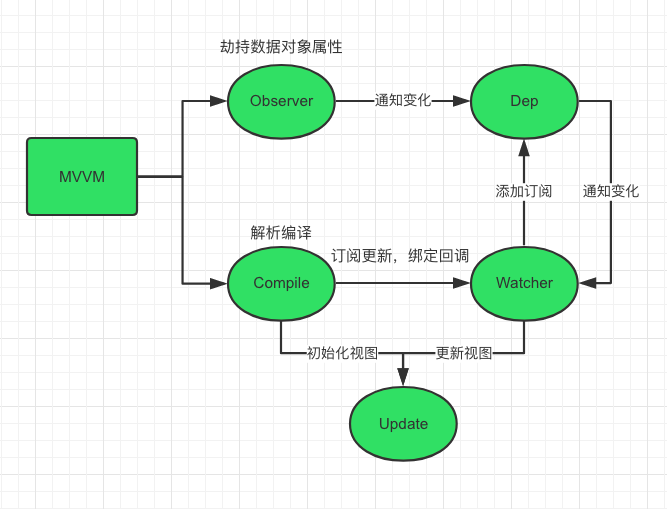 劫持数据对象属性
Observer
通知变化
Dep
MVVM
添加订阅
通知变化
解析编译
订阅更新，绑定回调
Compile
Watcher
初始化视图
更新视图
Update